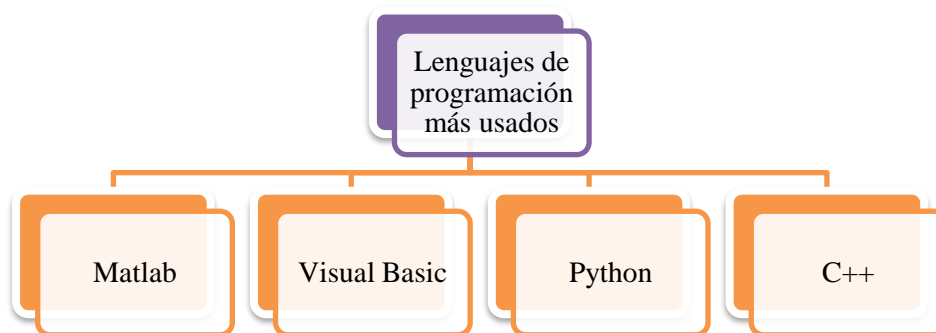 Lenguajes de
programación
más usados
Matlab
Visual Basic
Python
C++